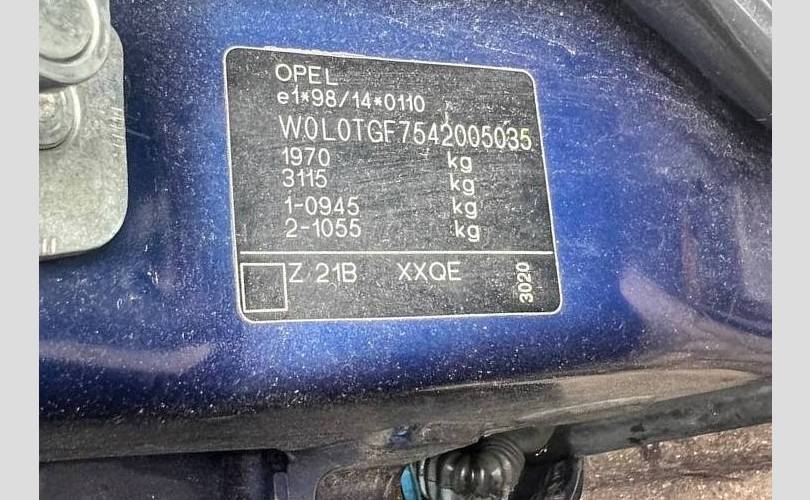 OPEL
e1*98/14*0110
W0L0TGF7542005035
1970 kg
3115 kg
1-0945 kg
2-1055 kg
Z 21B XXQE
3020